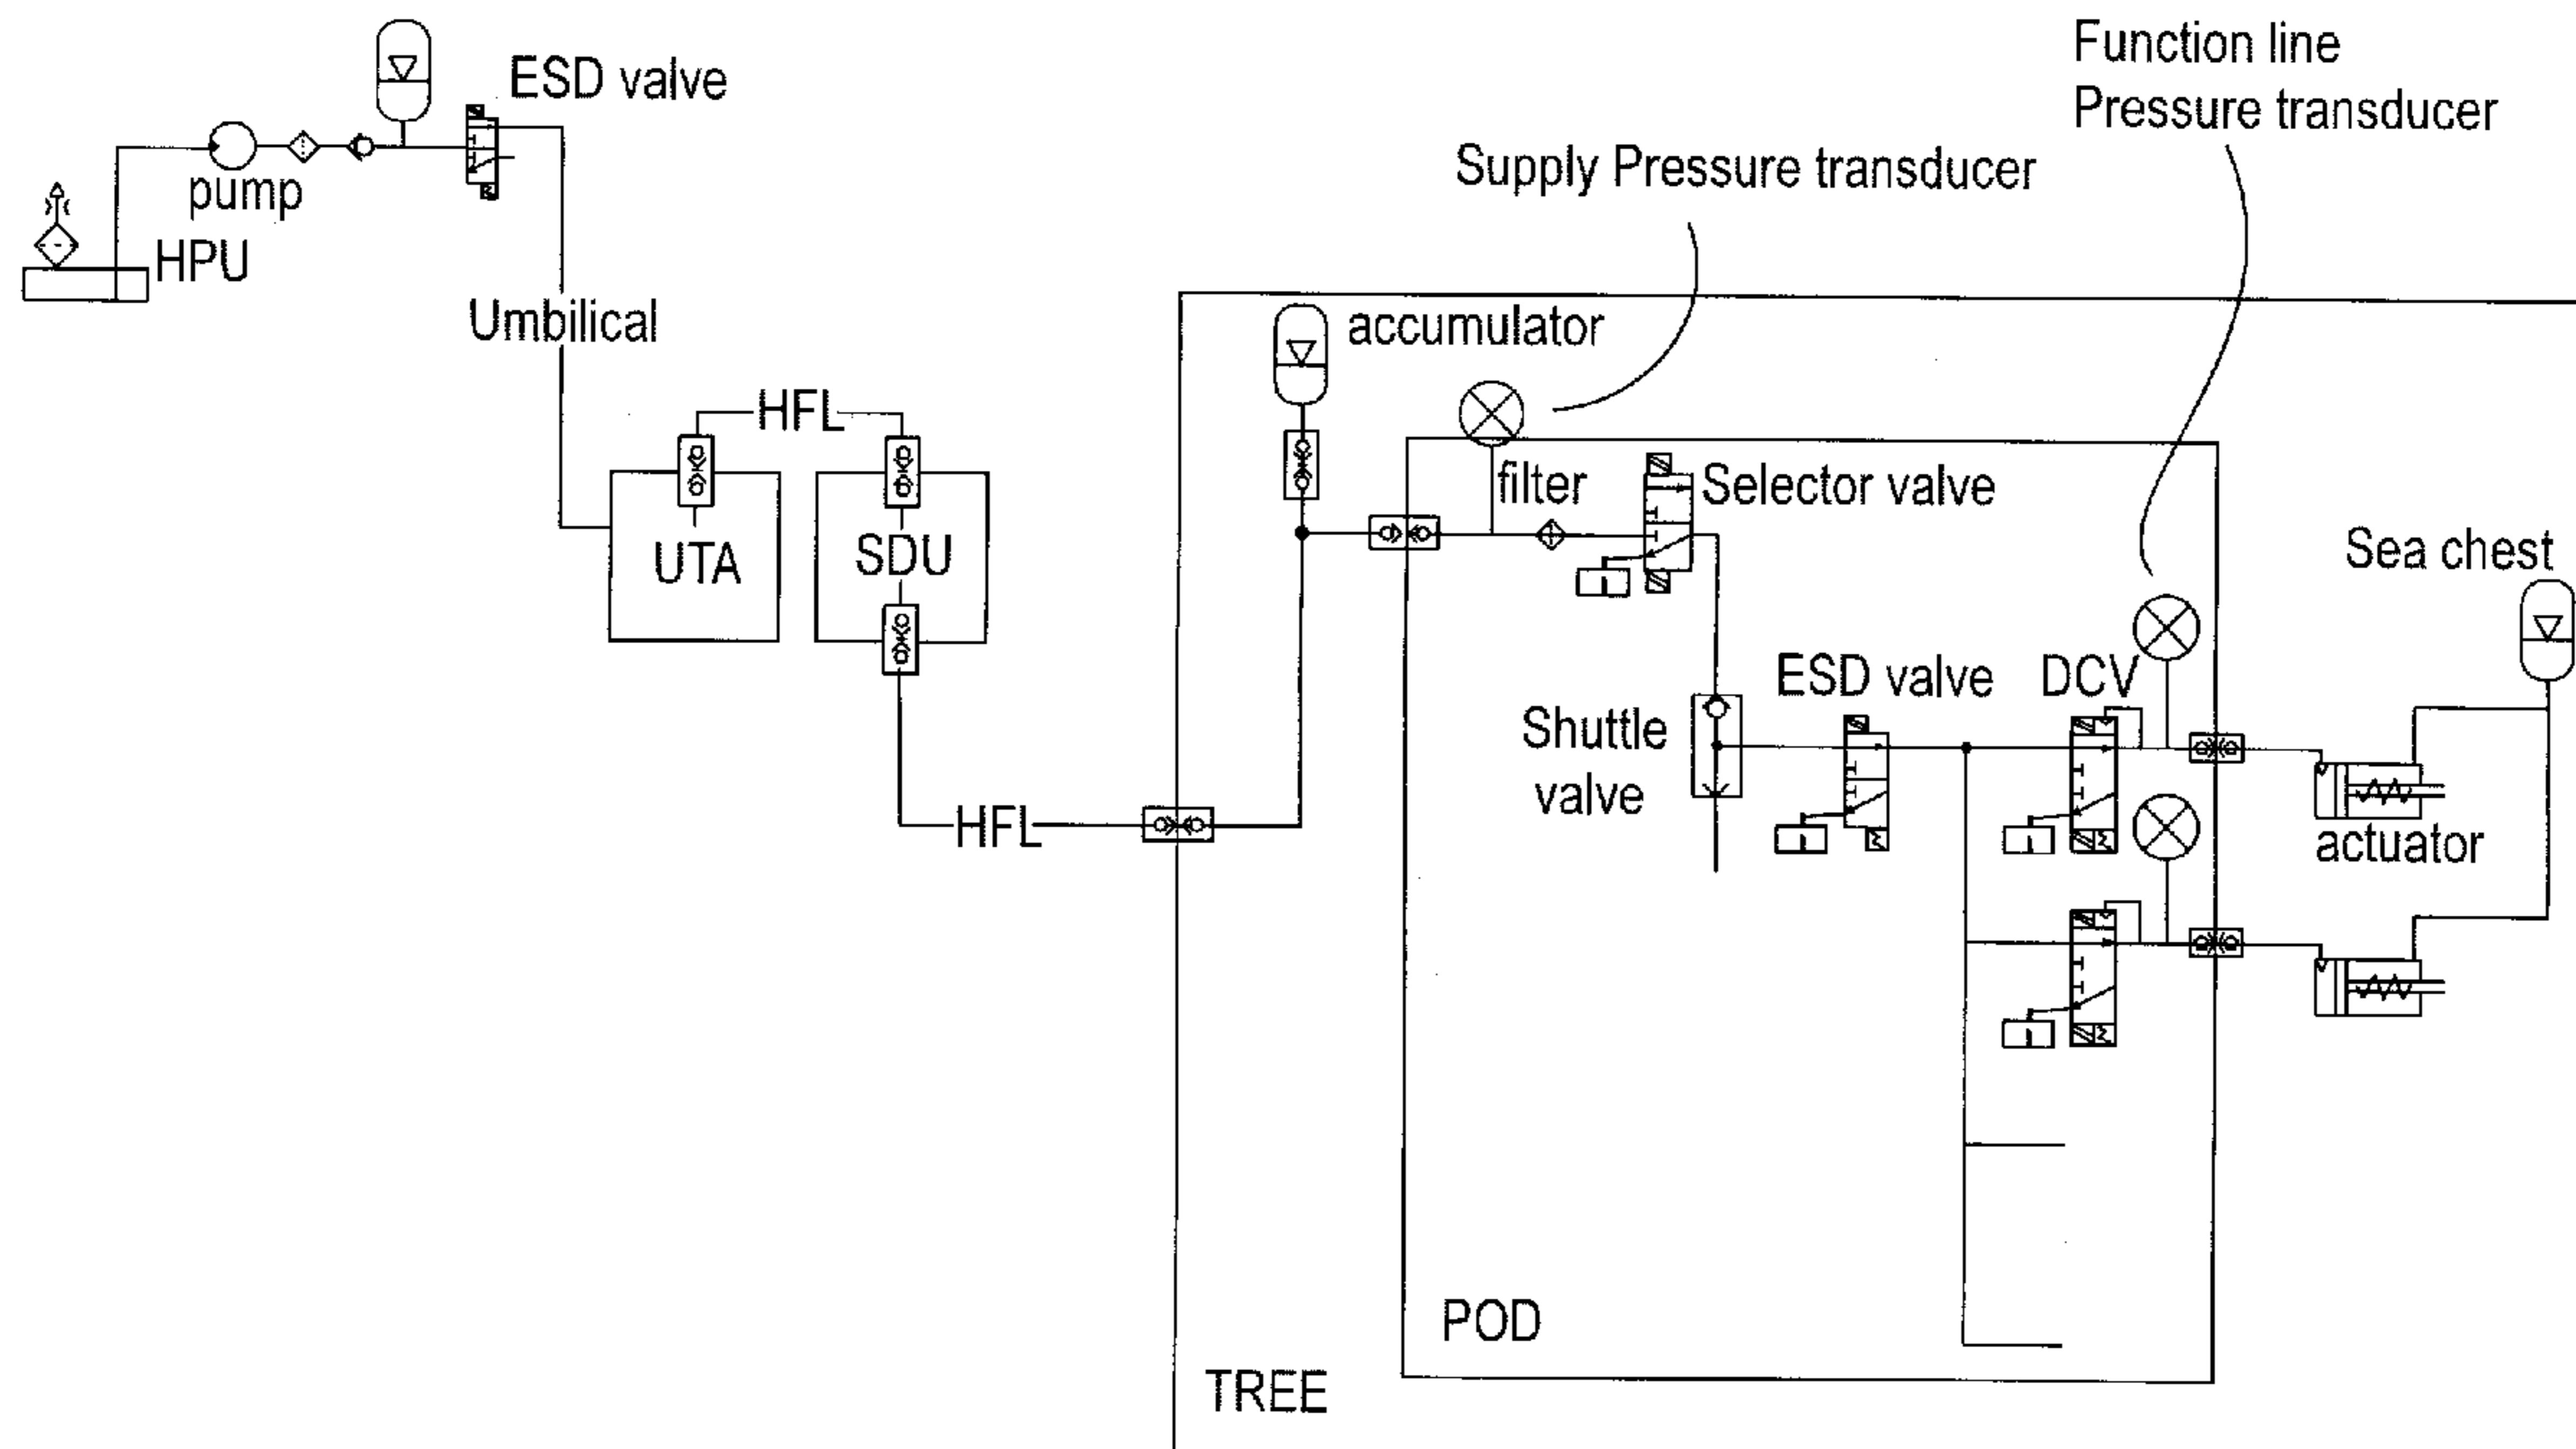 Function line
Pressure transducer
Supply Pressure transducer
ESD valve
pump
HPU
Umbilical
accumulator
HFL
filter
Selector valve
UTA
SDU
Sea chest
ESD valve
DCV
Shuttle
valve
HFL
actuator
POD
TREE